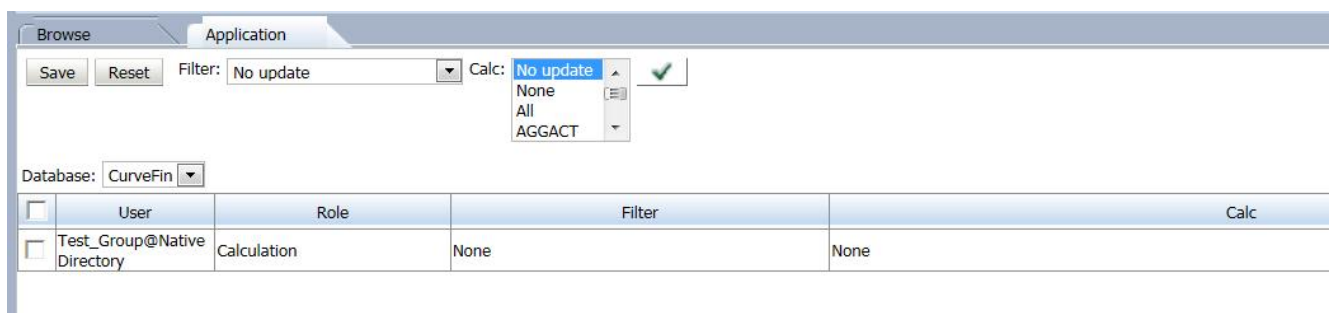 Browse Application
Save Reset Filter: No update Calc: No update
None
All
AGGACT
Database: CurveFin
User Role Filter Calc
Test_Group@Native
Directory Calculation None None